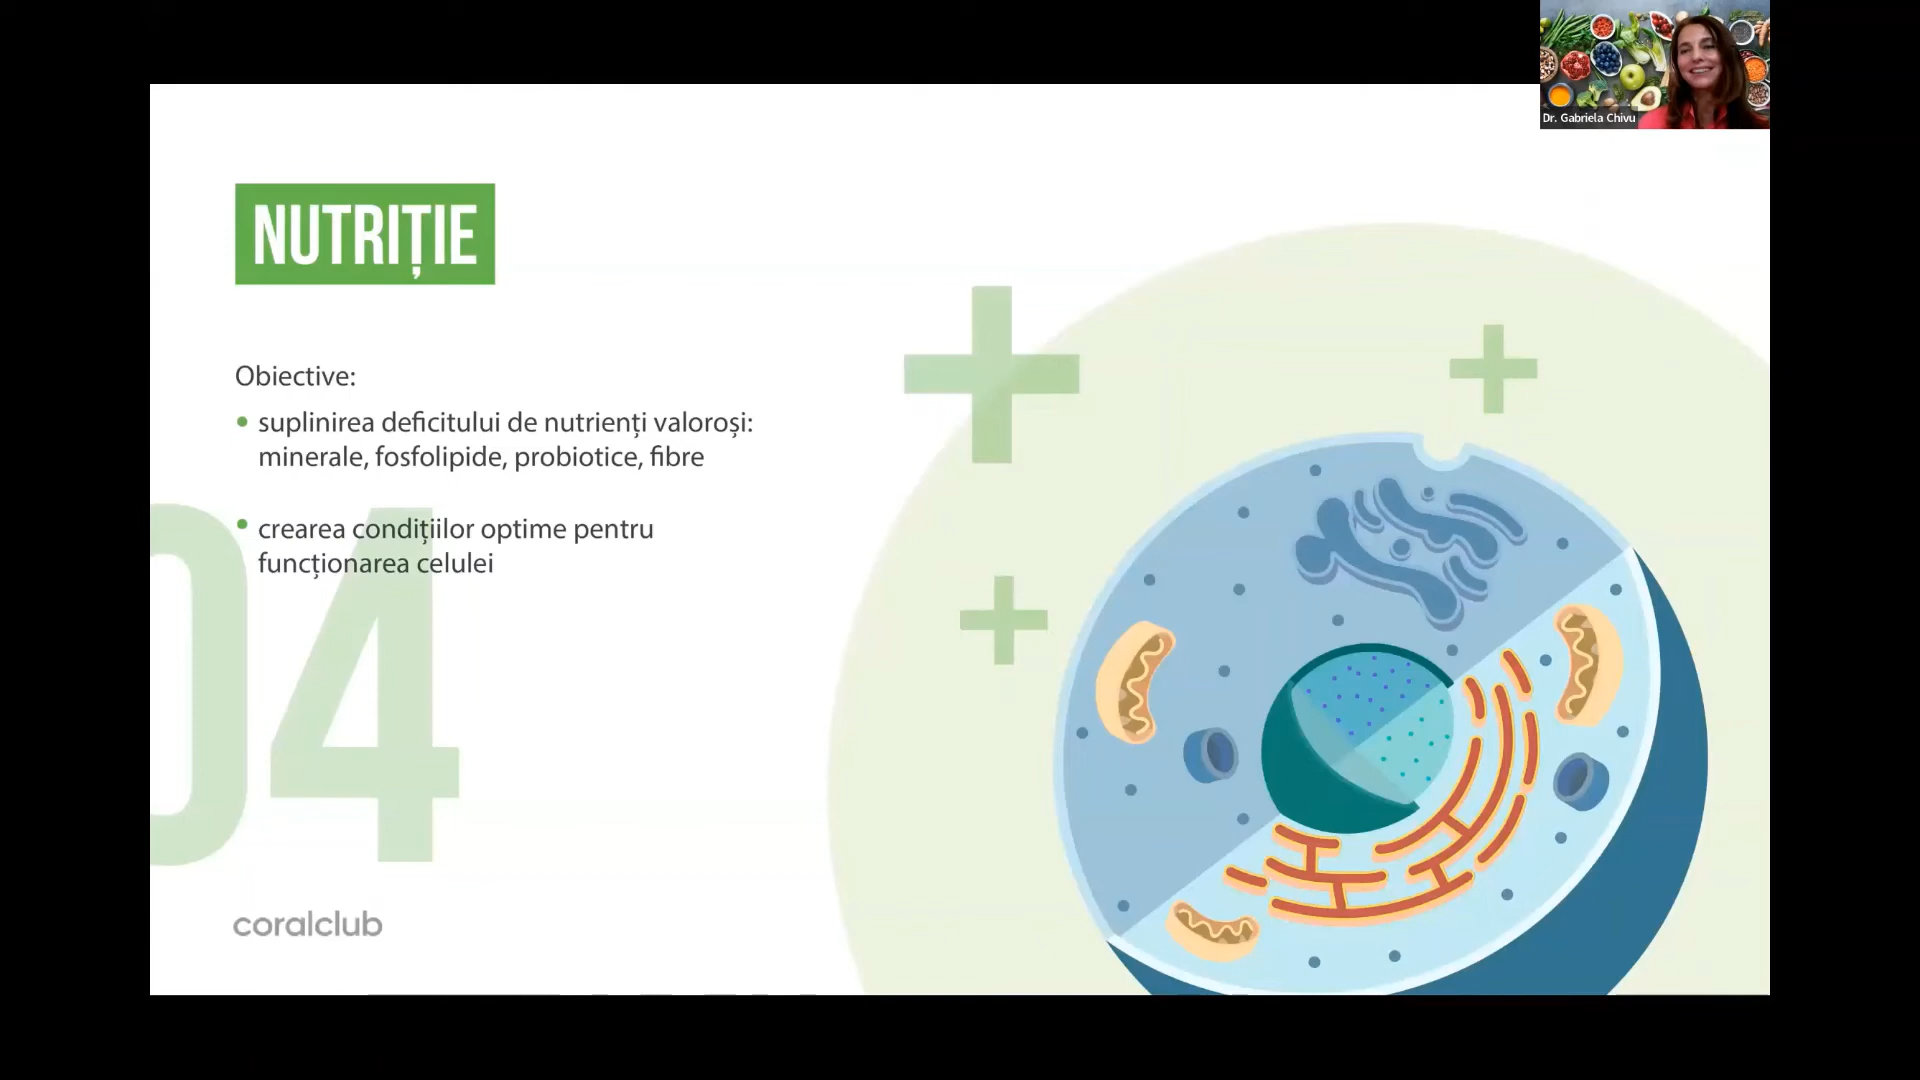 Dr. Gabriela Chivu
NUTRIȚIE
Obiective:
• suplinirea deficitului de nutrienți valoroși:
minerale, fosfolipide, probiotice, fibre
• crearea condițiilor optime pentru
funcționarea celulei
04
coralclub